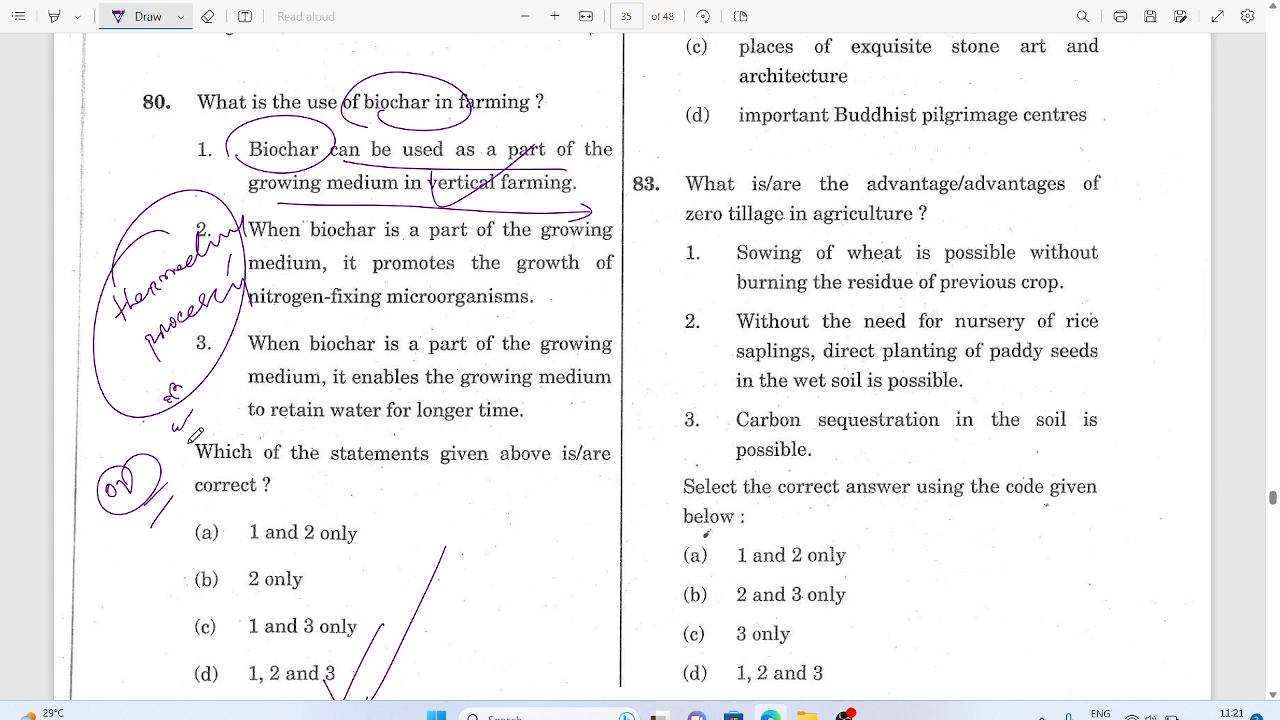 Draw
Read aloud
35
of 48
80. What is the use of biochar in farming ?
1. Biochar can be used as a part of the
growing medium in vertical farming.
2. When biochar is a part of the growing
medium, it promotes the growth of
nitrogen-fixing microorganisms.
3. When biochar is a part of the growing
medium, it enables the growing medium
to retain water for longer time.
Which of the statements given above is/are
correct ?
(a) 1 and 2 only
(b) 2 only
(c) 1 and 3 only
(d) 1, 2 and 3
(c) places of exquisite stone art and
architecture
(d) important Buddhist pilgrimage centres
83. What is/are the advantage/advantages of
zero tillage in agriculture ?
1. Sowing of wheat is possible without
burning the residue of previous crop.
2. Without the need for nursery of rice
saplings, direct planting of paddy seeds
in the wet soil is possible.
3. Carbon sequestration in the soil is
possible.
Select the correct answer using the code given
below :
(a) 1 and 2 only
(b) 2 and 3 only
(c) 3 only
(d) 1, 2 and 3
29°C
Search
ENG